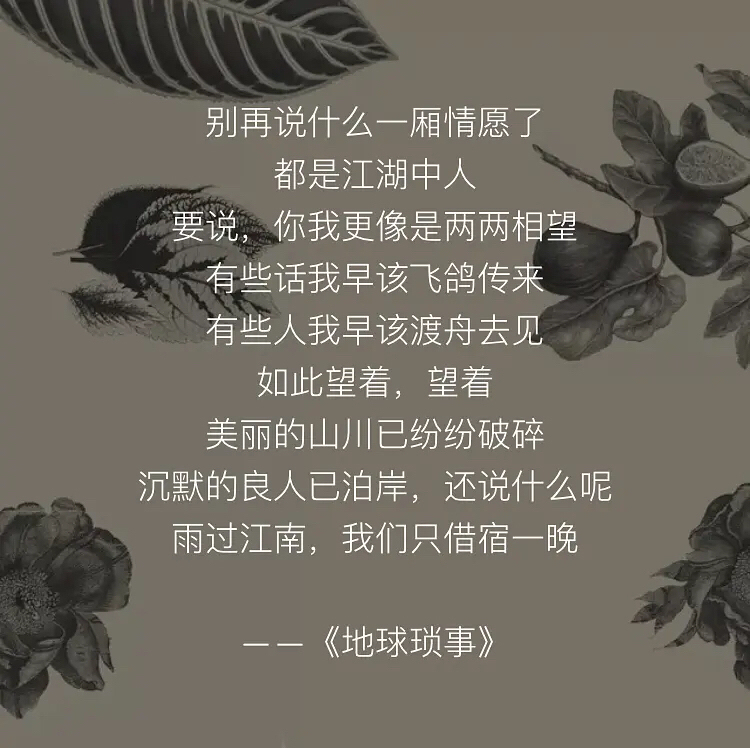 别再说什么一厢情愿了
都是江湖中人
要说，你我更像是两两相望
有些话我早该飞鸽传来
有些人我早该渡舟去见
如此望着，望着
美丽的山川已纷纷破碎
沉默的良人已泊岸，还说什么呢
雨过江南，我们只借宿一晚
——《地球琐事》